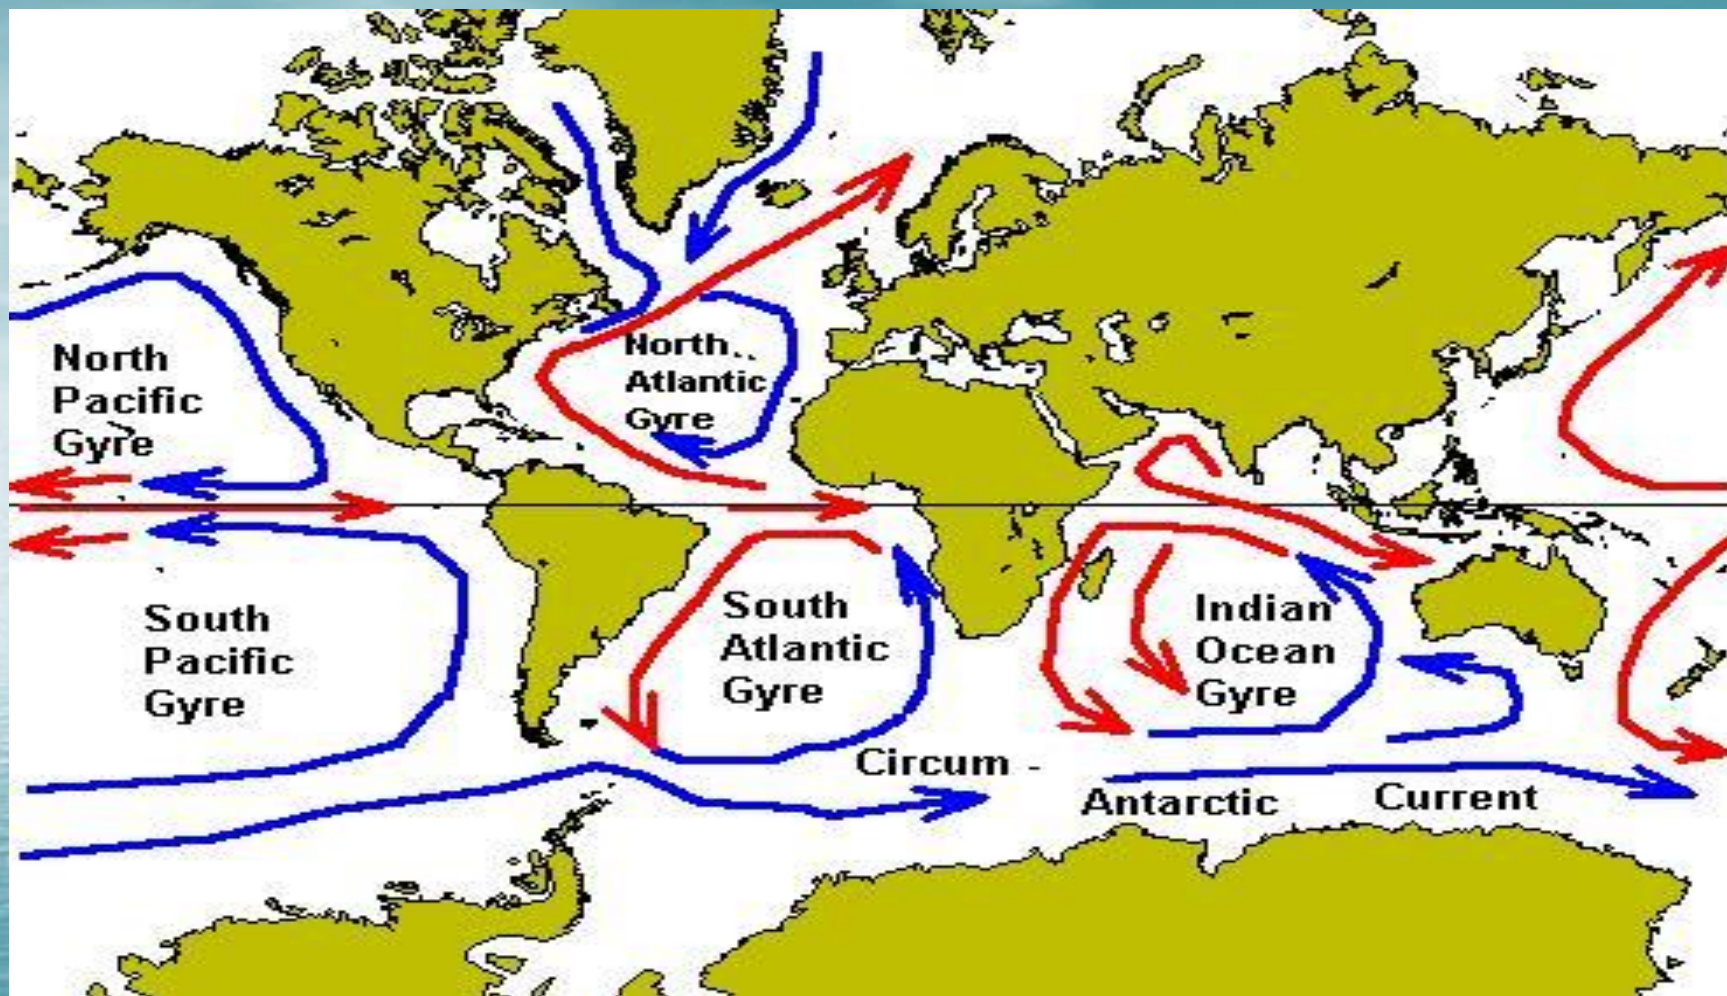 North
Pacific
Gyre
North
Atlantic
Gyre
South
Pacific
Gyre
South
Atlantic
Gyre
Indian
Ocean
Gyre
Circum -
Antarctic
Current